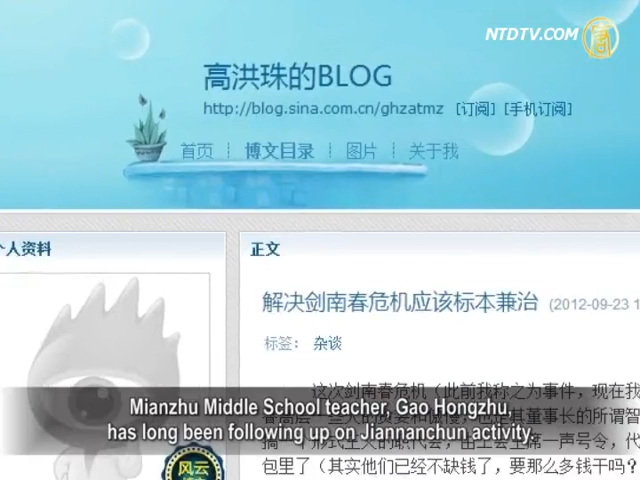 NTDTV.COM
高洪珠的BLOG
http://blog.sina.com.cn/ghzatmz [订阅] [手机订阅]
首页 博文目录 图片 关于我
个人资料
正文
解决剑南春危机应该标本兼治 (2012-09-23 1
标签： 杂谈
这次剑南春危机（此前我称之为事件，现在我
Mianzhu Middle School teacher, Gao Hongzhu,
has long been following up on Jiannanchun activity.
包里了（其实他们已经不缺钱了，要那么多钱干吗？
风云